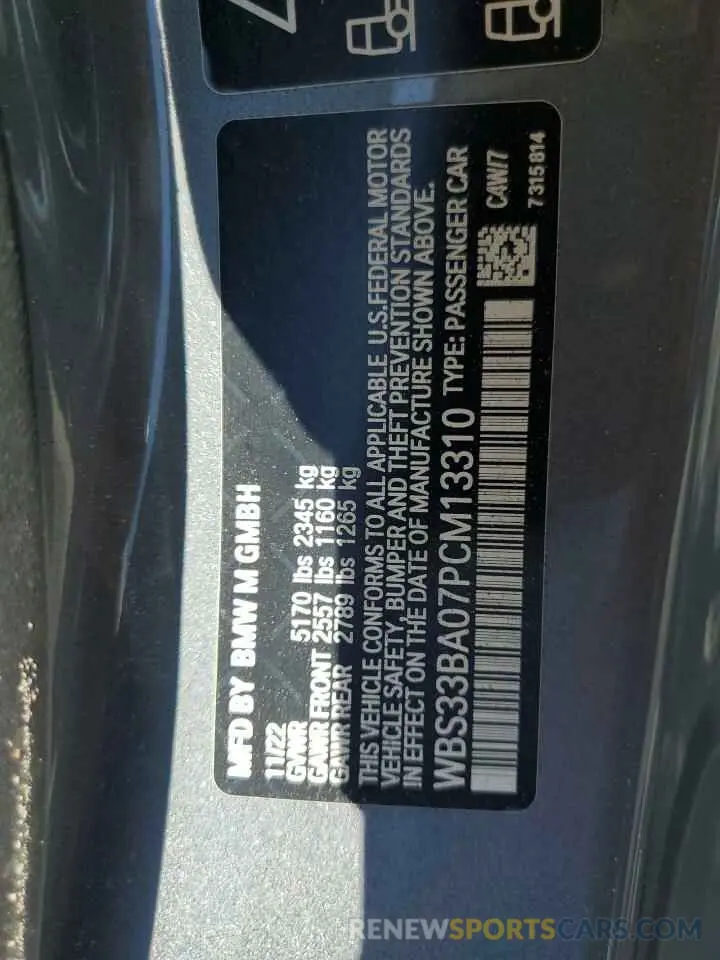 MFD BY BMW M GMBH
11/22
GVWR 5170 lbs 2345 kg
GAWR FRONT 2557 lbs 1160 kg
GAWR REAR 2789 lbs 1265 kg
THIS VEHICLE CONFORMS TO ALL APPLICABLE U.S. FEDERAL MOTOR
VEHICLE SAFETY, BUMPER AND THEFT PREVENTION STANDARDS
IN EFFECT ON THE DATE OF MANUFACTURE SHOWN ABOVE.
WBS33BA07PCM13310 TYPE: PASSENGER CAR
C4W/7
7315814
RENEWSPORTSCARS.COM